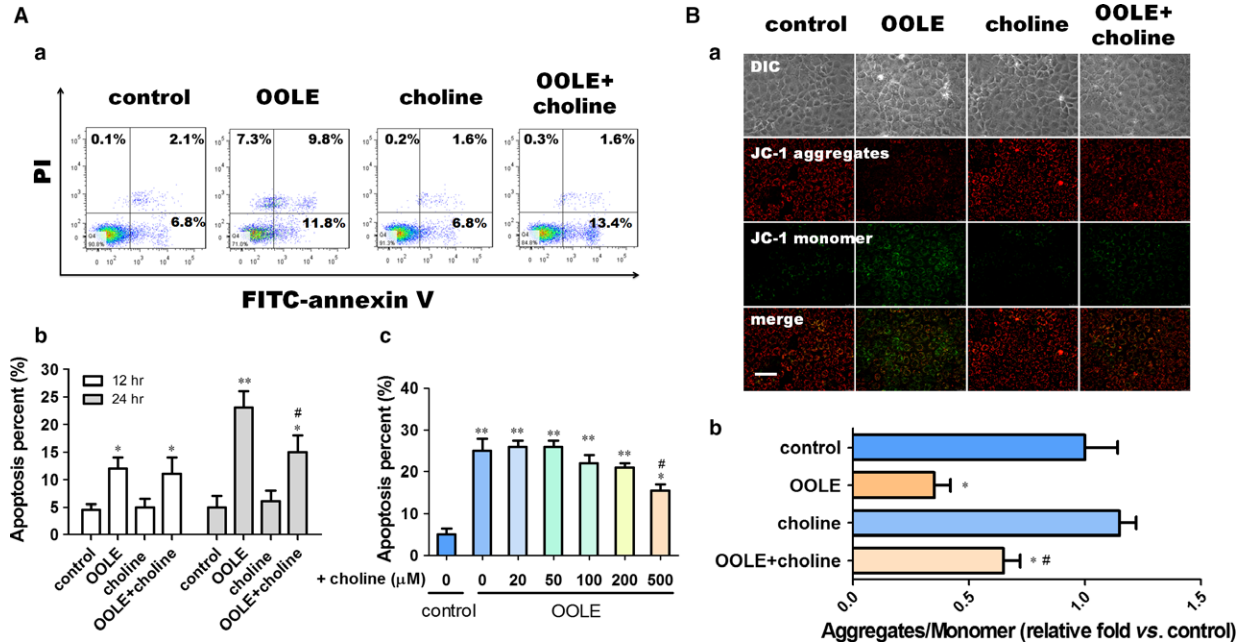 A
a
control OOLE choline OOLE+
choline
0.1% 2.1% 7.3% 9.8% 0.2% 1.6% 0.3% 1.6%
PI
6.8% 11.8% 6.8% 13.4%
FITC-annexin V
b
Apoptosis percent (%)
30
25
20
15
10
5
0
12 hr
24 hr
* * ** # *
control OOLE choline OOLE+choline control OOLE choline OOLE+choline
c
Apoptosis percent (%)
40
30
20
10
0
** ** ** ** ** # *
+ choline (μM) 0 0 20 50 100 200 500
control OOLE
B
control OOLE choline OOLE+
choline
a
DIC
JC-1 aggregates
JC-1 monomer
merge
b
control
OOLE *
choline
OOLE+choline * #
0.0 0.5 1.0 1.5
Aggregates/Monomer (relative fold vs. control)